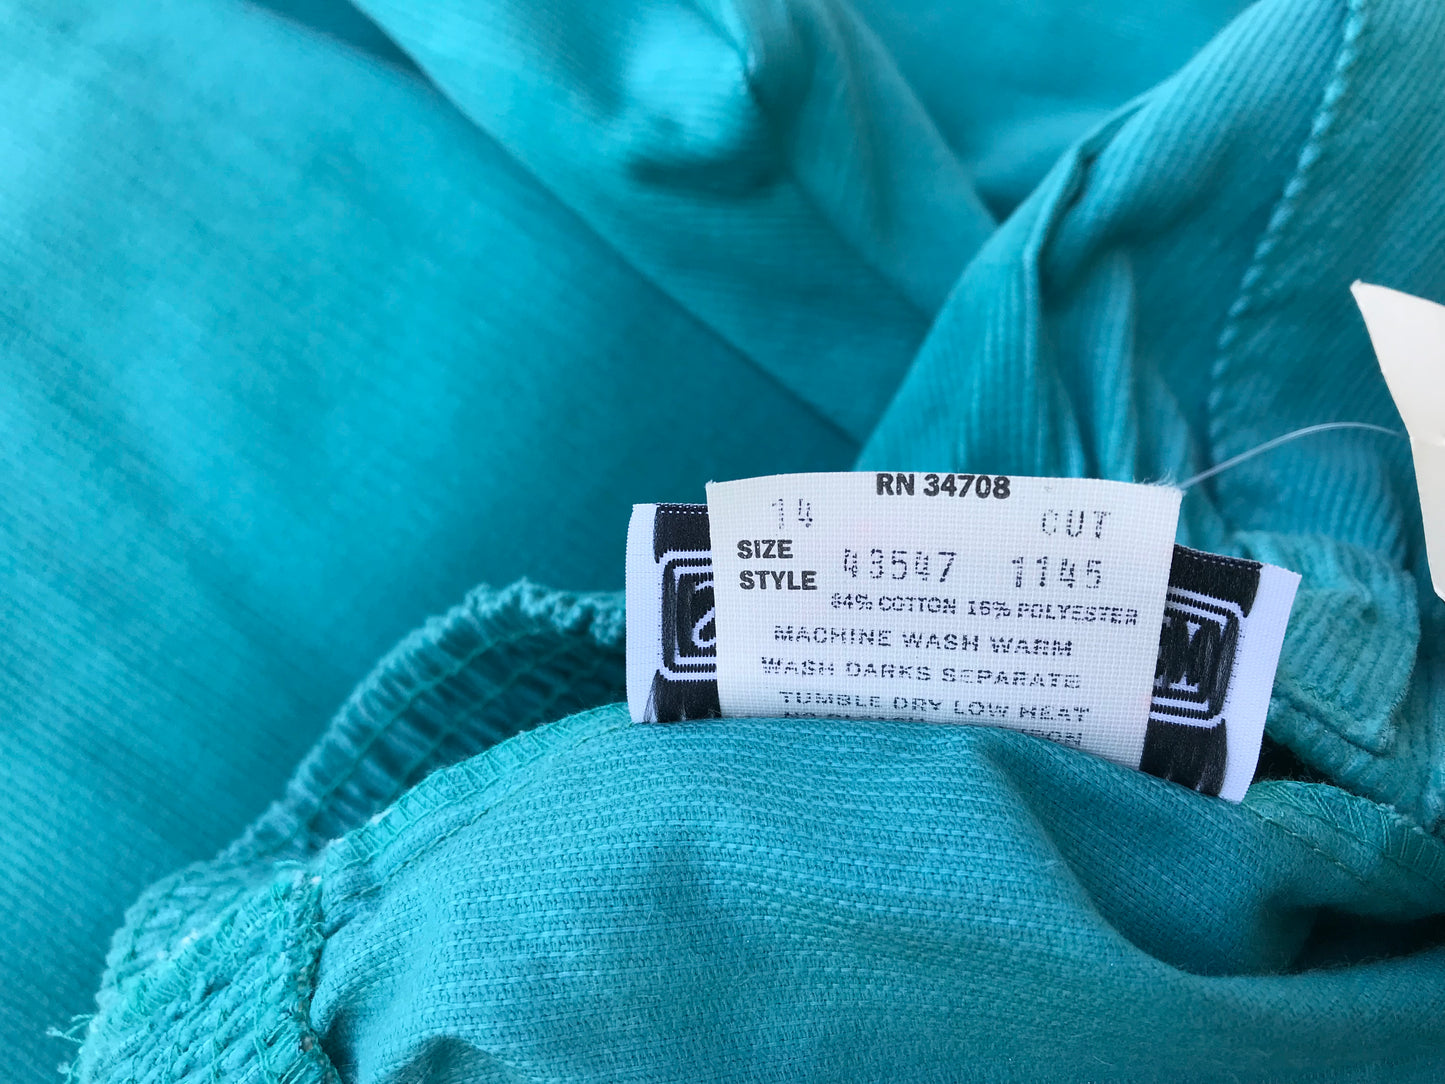 RN 34708
14 CUT
SIZE
STYLE 43547 1145
84% COTTON 16% POLYESTER
MACHINE WASH WARM
WASH DARKS SEPARATE
TUMBLE DRY LOW HEAT